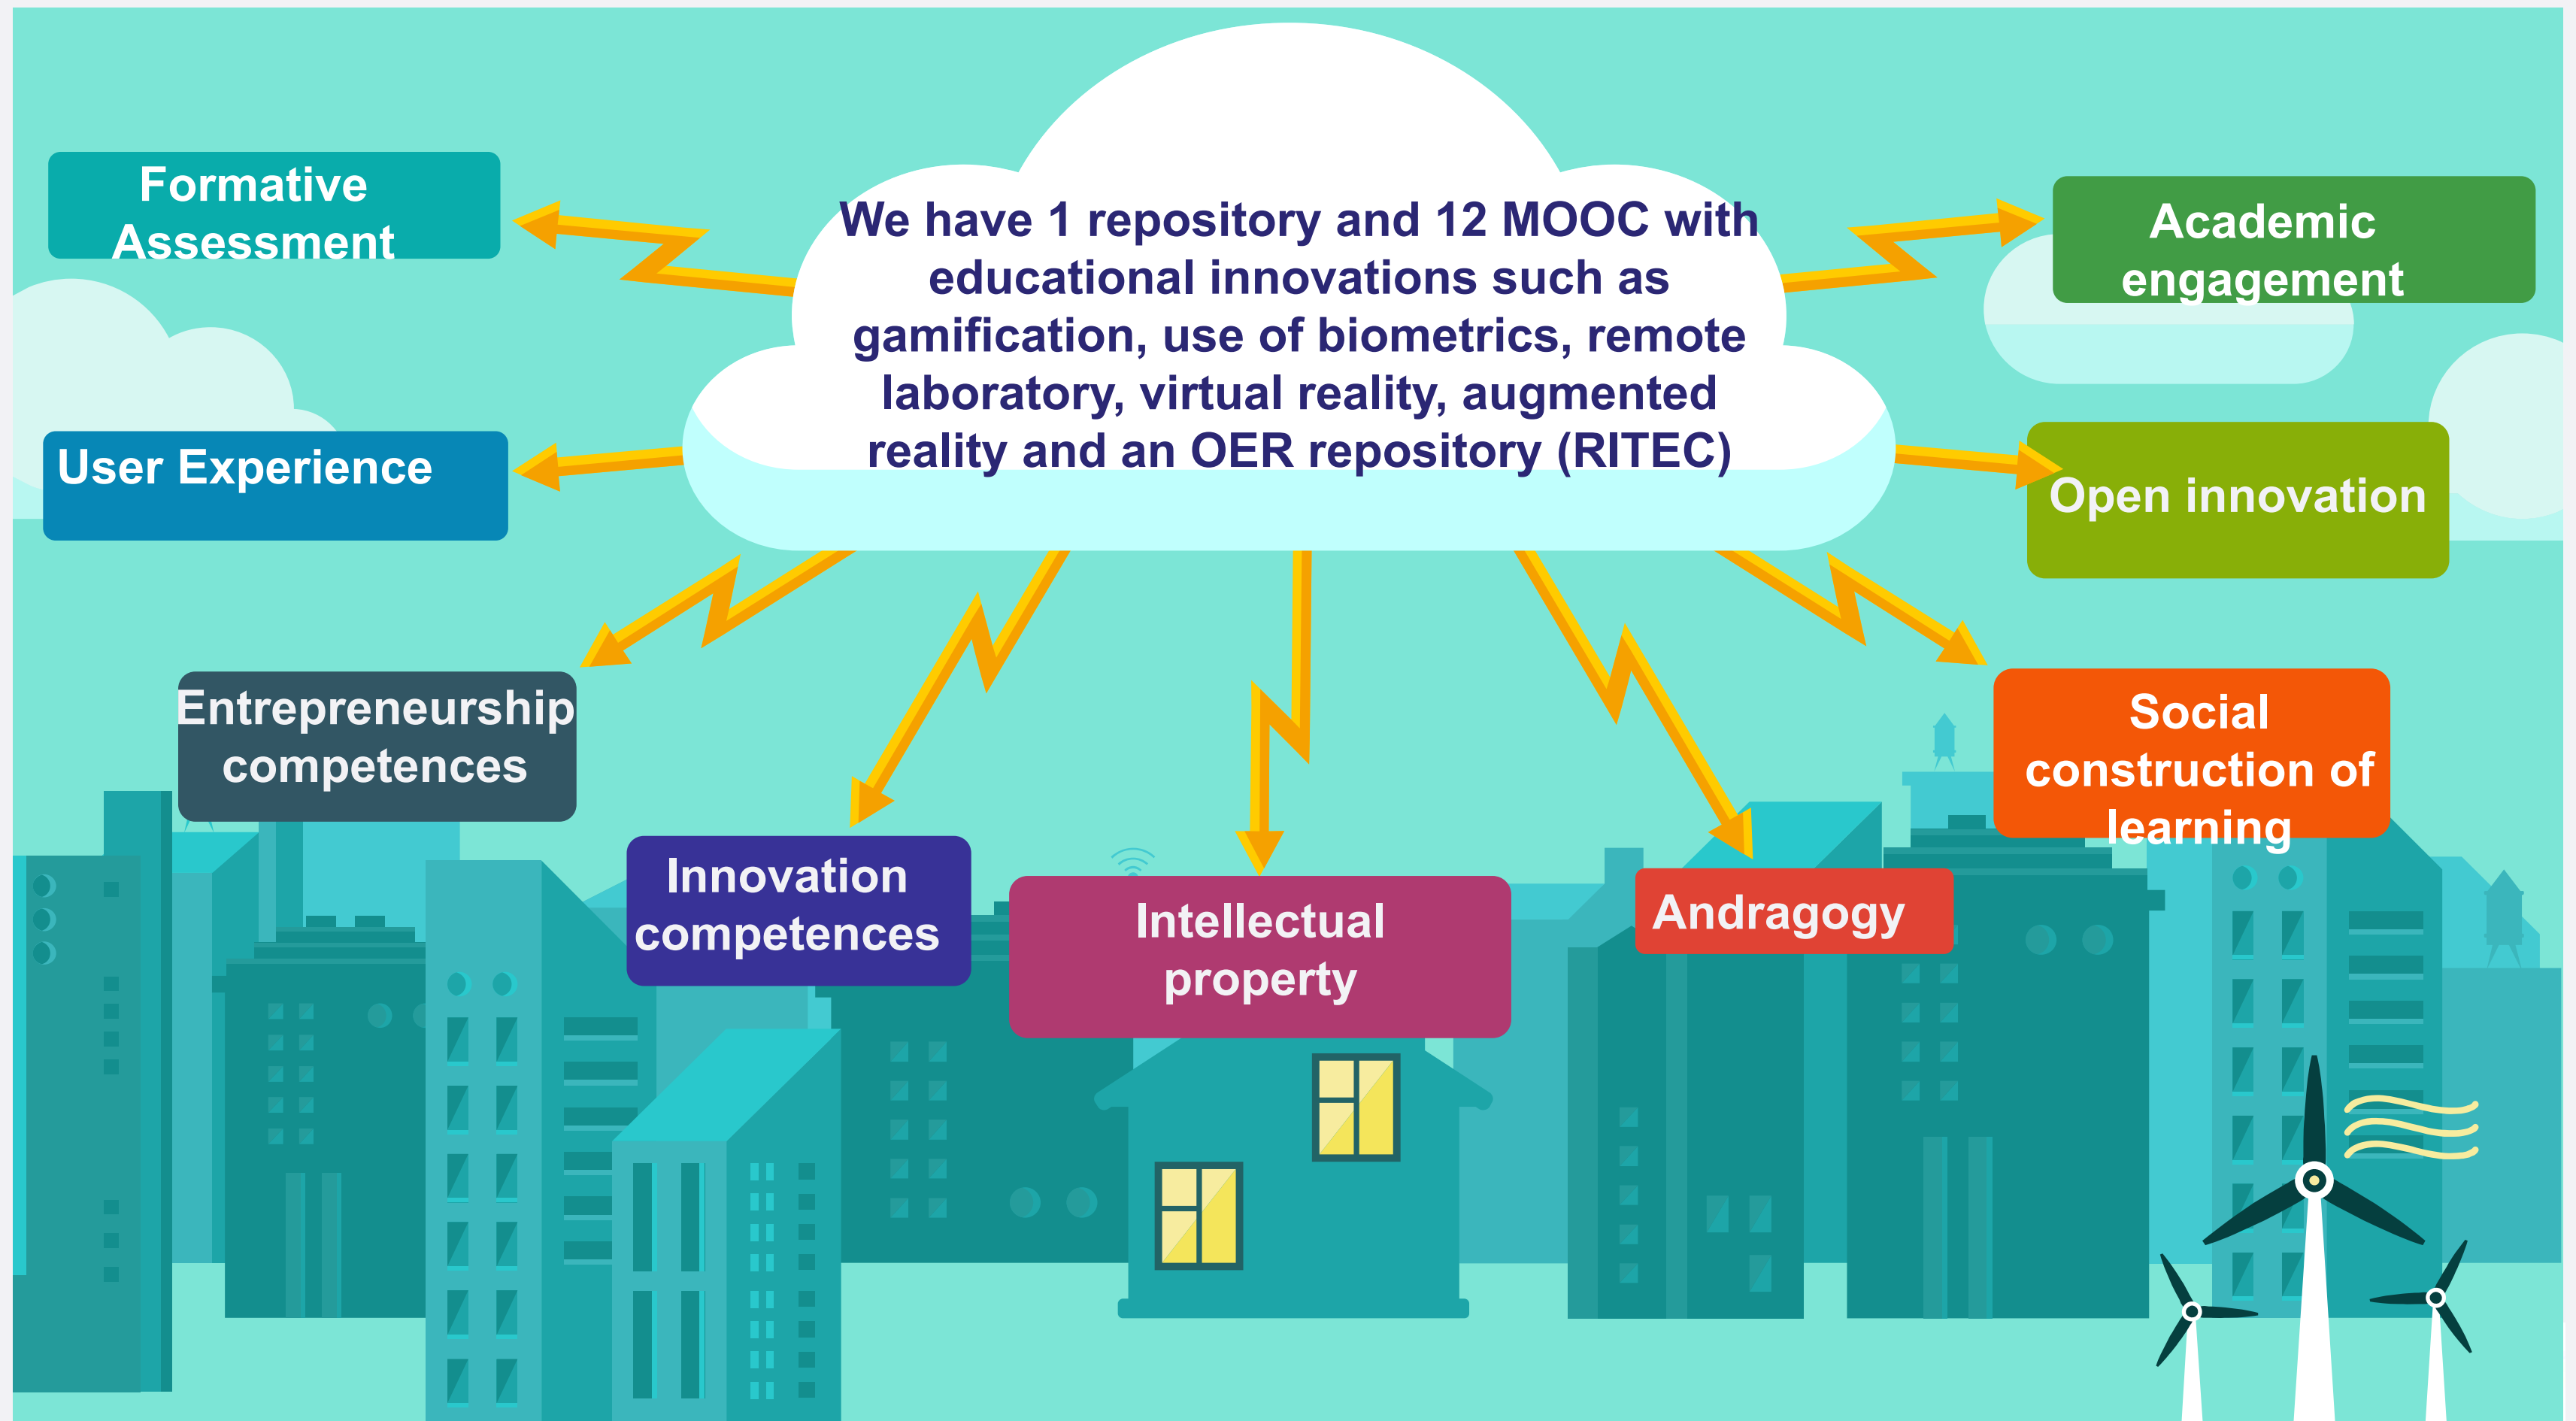 We have 1 repository and 12 MOOC with
educational innovations such as
gamification, use of biometrics, remote
laboratory, virtual reality, augmented
reality and an OER repository (RITEC)
Formative
Assessment
User Experience
Entrepreneurship
competences
Innovation
competences
Intellectual
property
Andragogy
Social
construction of
learning
Open innovation
Academic
engagement